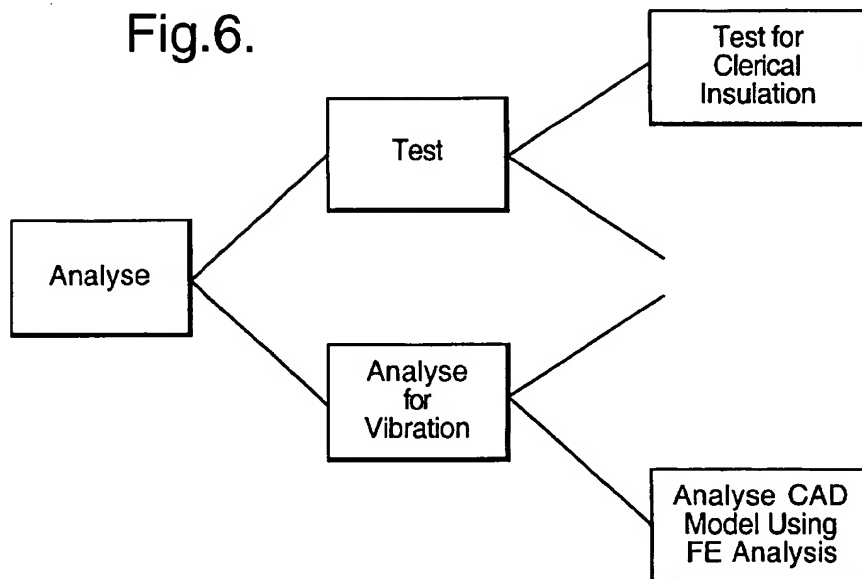 Fig.6.
Test for
Clerical
Insulation
Test
Analyse
Analyse
for
Vibration
Analyse CAD
Model Using
FE Analysis